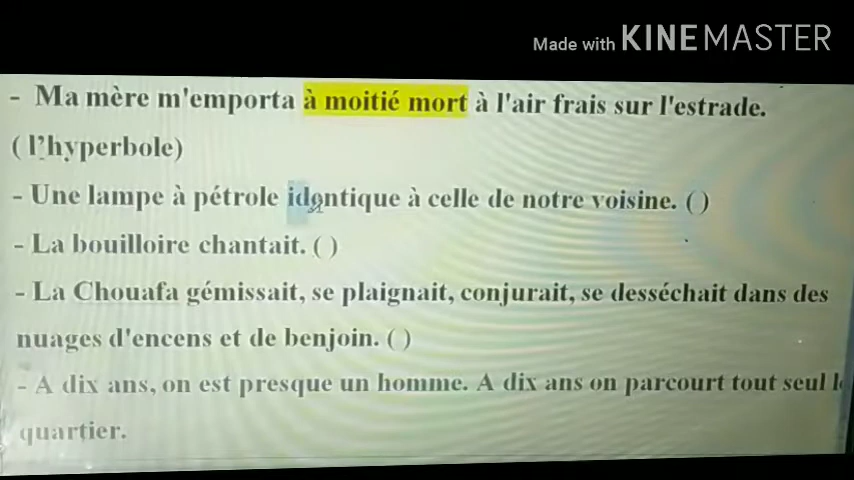 Made with KINEMASTER
- Ma mère m'emporta à moitié mort à l'air frais sur l'estrade.
( l'hyperbole)
- Une lampe à pétrole identique à celle de notre voisine. ( )
- La bouilloire chantait. ( )
- La Chouafa gémissait, se plaignait, conjurait, se desséchait dans des
nuages d'encens et de benjoin. ( )
- A dix ans, on est presque un homme. A dix ans on parcourt tout seul
quartier.